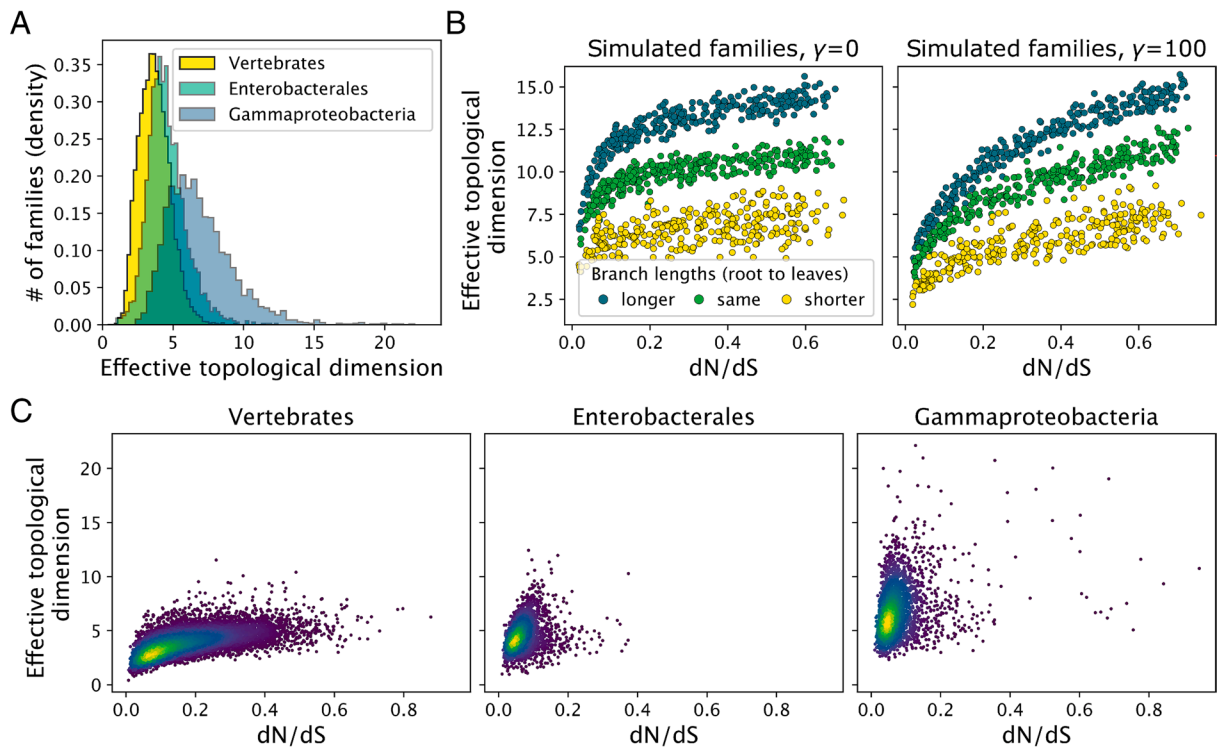 A
# of families (density)
0.35
0.30
0.25
0.20
0.15
0.10
0.05
0.00
Vertebrates
Enterobacterales
Gammaproteobacteria
0
5
10
15
20
Effective topological dimension
B
Simulated families, γ=0
Simulated families, γ=100
Effective topological
dimension
15.0
12.5
10.0
7.5
5.0
2.5
Branch lengths (root to leaves)
longer same shorter
0.0 0.2 0.4 0.6
0.0 0.2 0.4 0.6
dN/dS
dN/dS
C
Vertebrates
Enterobacterales
Gammaproteobacteria
Effective topological
dimension
20
15
10
5
0
0.0 0.2 0.4 0.6 0.8
0.0 0.2 0.4 0.6 0.8
0.0 0.2 0.4 0.6 0.8
dN/dS
dN/dS
dN/dS